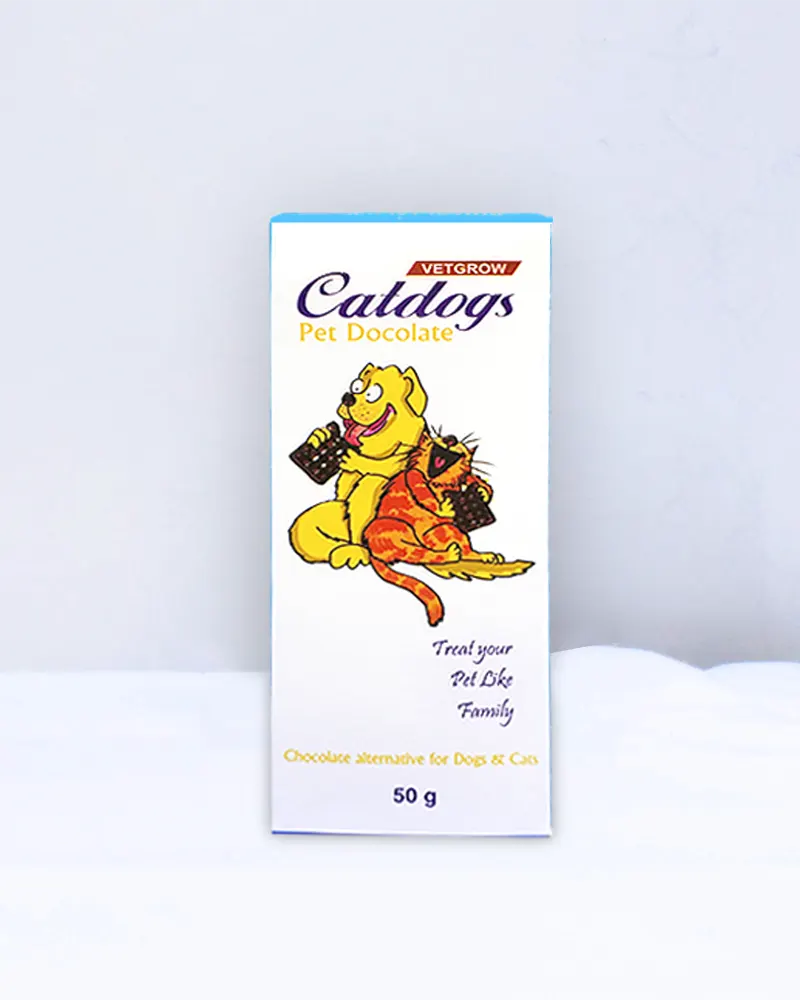 VETGROW
Catdogs
Pet Docolate
Treat your
Pet Like
Family
Chocolate alternative for Dogs & Cats
50 g